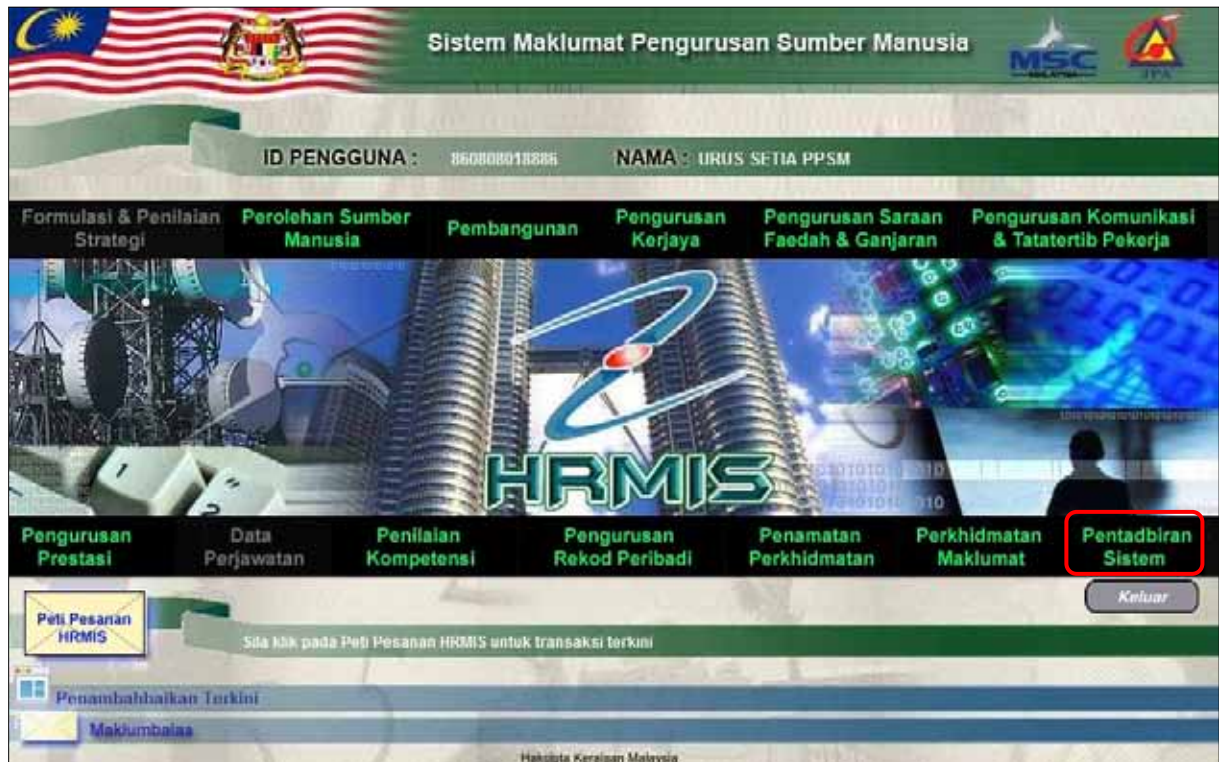 Sistem Maklumat Pengurusan Sumber Manusia
MSC
MALAYSIA
JPA
ID PENGGUNA : 860808018886 NAMA : URUS SETIA PPSM
Formulasi & Penilaian Strategi
Perolehan Sumber Manusia
Pembangunan
Pengurusan Kerjaya
Pengurusan Saraan Faedah & Ganjaran
Pengurusan Komunikasi & Tatatertib Pekerja
HRMIS
Pengurusan Prestasi
Data Perjawatan
Penilaian Kompetensi
Pengurusan Rekod Peribadi
Penamatan Perkhidmatan
Perkhidmatan Maklumat
Pentadbiran Sistem
Keluar
Peti Pesanan
HRMIS
Sila klik pada Peti Pesanan HRMIS untuk transaksi terkini
Penambahbaikan Terkini
Maklumbalas
Hakcipta Kerajaan Malaysia